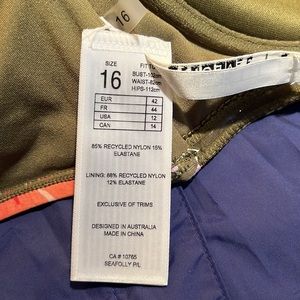 16
SIZE
16
FIT T
BUST-102cm
WAIST-82cm
HIPS-112cm
EUR 42
FR 44
USA 12
CAN 14
85% RECYCLED NYLON 15%
ELASTANE
LINING: 88% RECYCLED NYLON
12% ELASTANE
EXCLUSIVE OF TRIMS
DESIGNED IN AUSTRALIA
MADE IN CHINA
CA# 10765
SEAFOLLY P/L